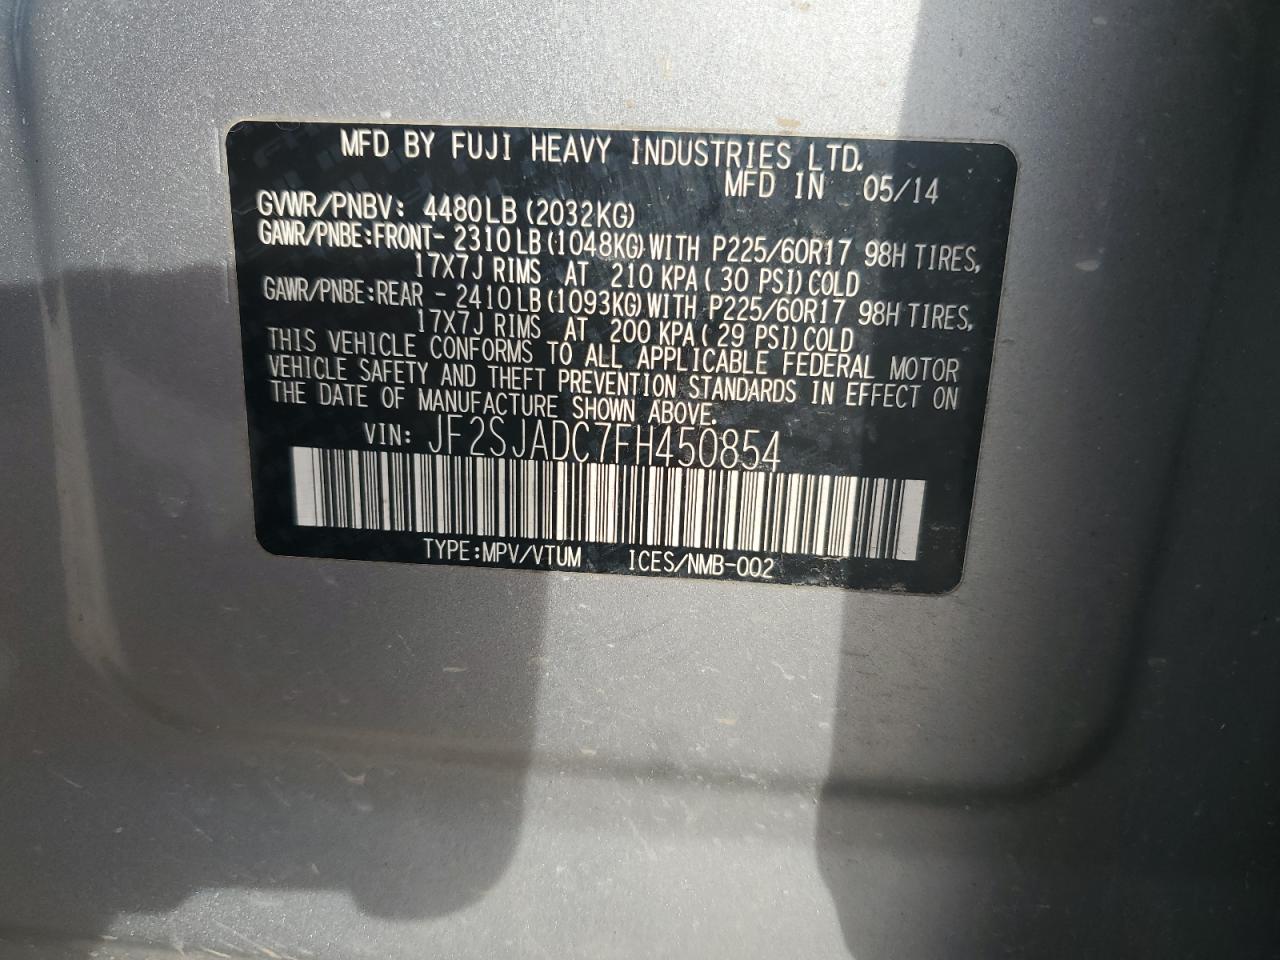 MFD BY FUJI HEAVY INDUSTRIES LTD.
MFD IN 05/14
GVWR/PNBV: 4480LB (2032KG)
GAWR/PNBE:FRONT- 2310LB (1048KG) WITH P225/60R17 98H TIRES,
17X7J RIMS AT 210 KPA (30 PSI) COLD
GAWR/PNBE:REAR - 2410LB (1093KG) WITH P225/60R17 98H TIRES,
17X7J RIMS AT 200 KPA (29 PSI) COLD
THIS VEHICLE CONFORMS TO ALL APPLICABLE FEDERAL MOTOR
VEHICLE SAFETY AND THEFT PREVENTION STANDARDS IN EFFECT ON
THE DATE OF MANUFACTURE SHOWN ABOVE.
VIN: JF2SJADC7FH450854
TYPE:MPV/VTUM ICES/NMB-002